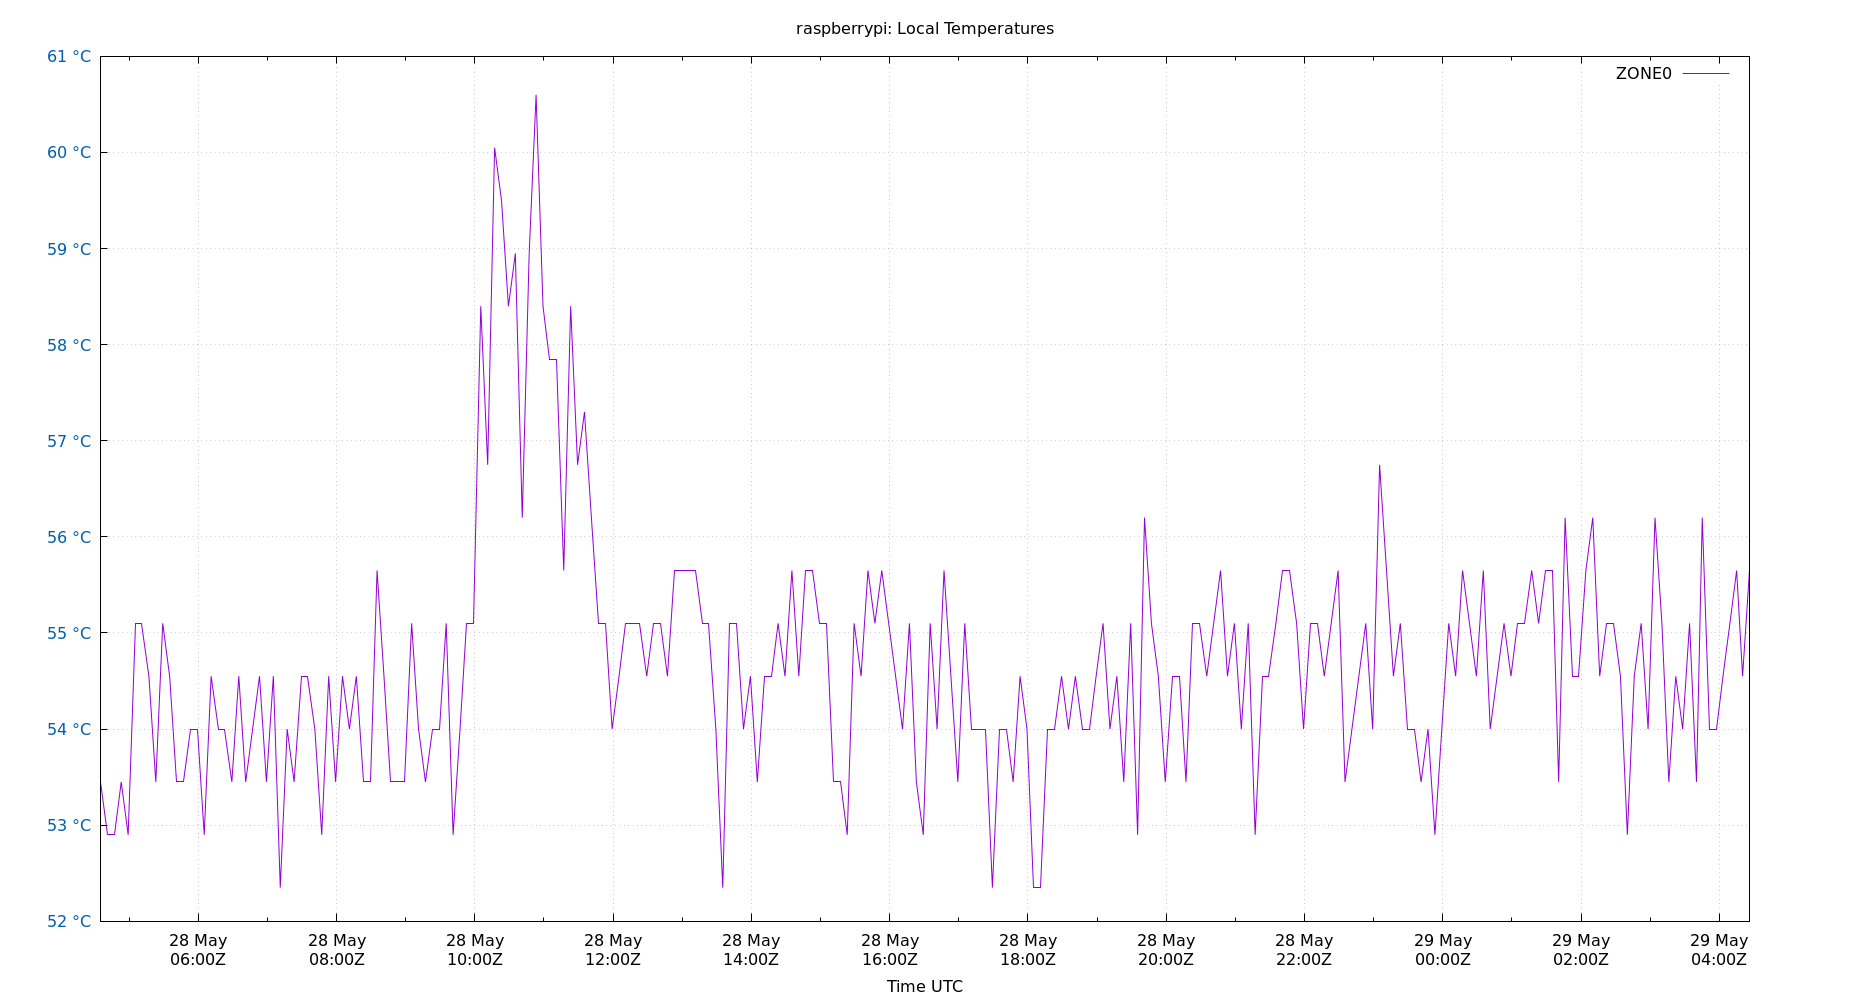 raspberrypi: Local Temperatures
61 °C
60 °C
59 °C
58 °C
57 °C
56 °C
55 °C
54 °C
53 °C
52 °C
ZONE0
28 May 28 May 28 May 28 May 28 May 28 May 28 May 28 May 28 May 29 May 29 May 29 May
06:00Z 08:00Z 10:00Z 12:00Z 14:00Z 16:00Z 18:00Z 20:00Z 22:00Z 00:00Z 02:00Z 04:00Z
Time UTC